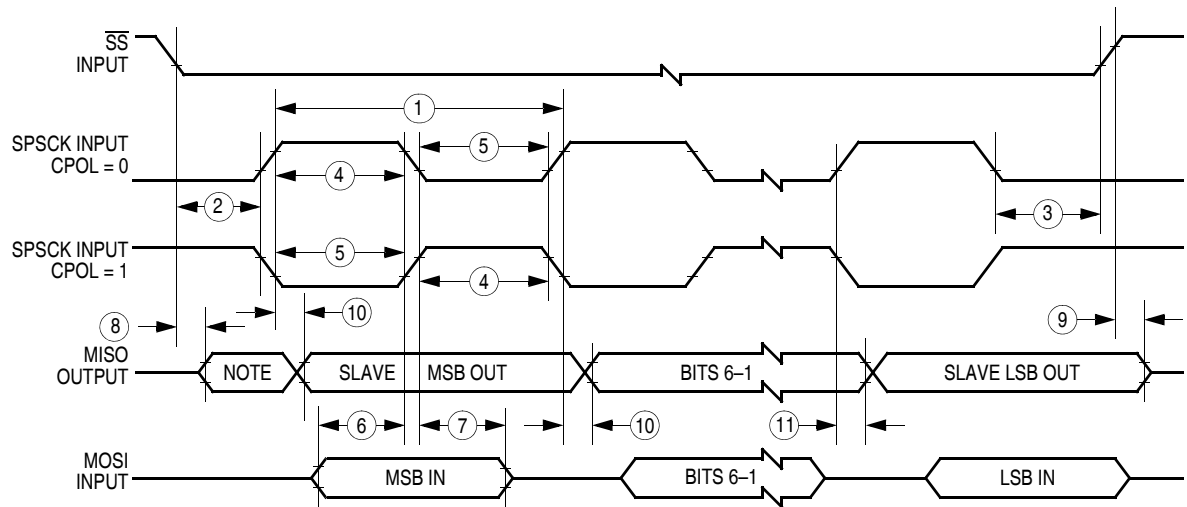 SS
INPUT
1
SPSCK INPUT
CPOL = 0
5
4
2
3
SPSCK INPUT
CPOL = 1
5
4
8
10
9
MISO
OUTPUT
NOTE
SLAVE MSB OUT
BITS 6–1
SLAVE LSB OUT
6
7
10
11
MOSI
INPUT
MSB IN
BITS 6–1
LSB IN